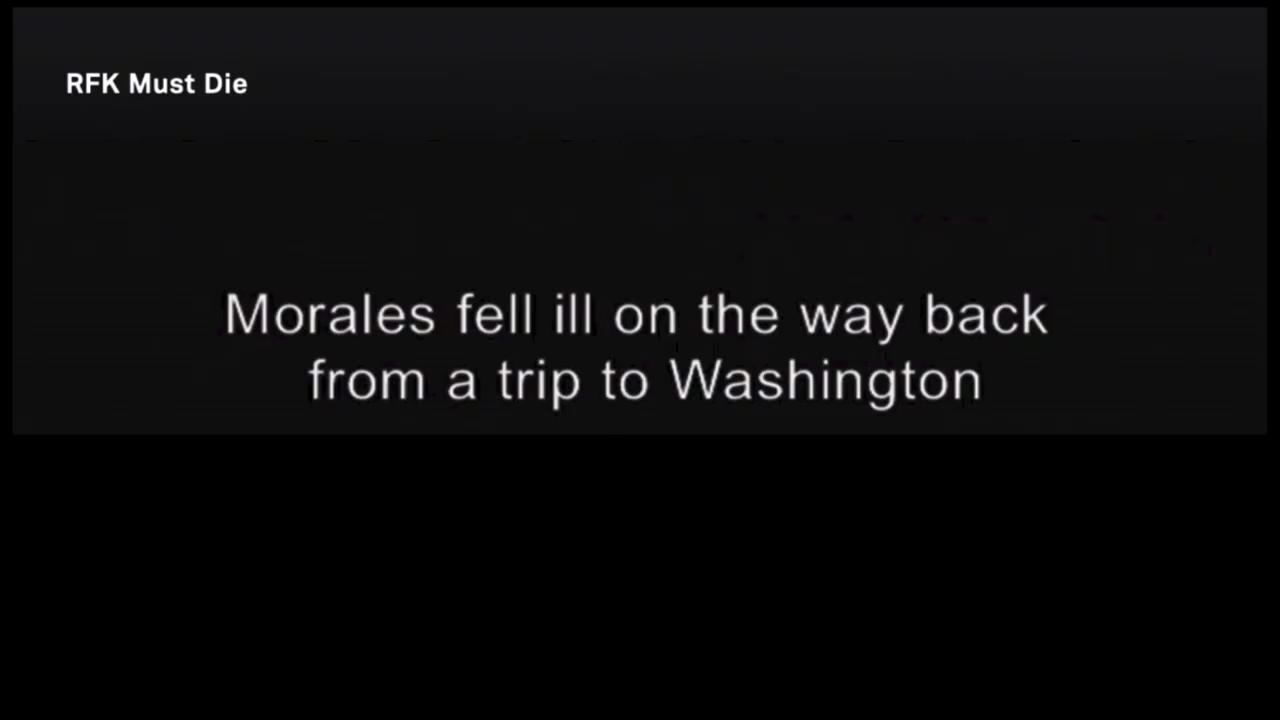 RFK Must Die
Morales fell ill on the way back
from a trip to Washington